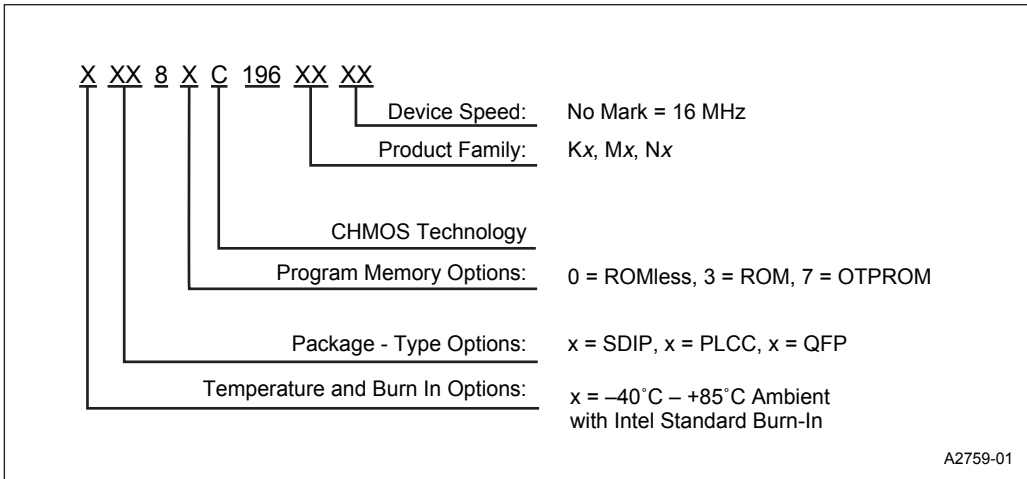 X XX 8 X C 196 XX XX
Device Speed: No Mark = 16 MHz
Product Family: Kx, Mx, Nx
CHMOS Technology
Program Memory Options: 0 = ROMless, 3 = ROM, 7 = OTPROM
Package - Type Options: x = SDIP, x = PLCC, x = QFP
Temperature and Burn In Options: x = –40˚C – +85˚C Ambient
with Intel Standard Burn-In
A2759-01